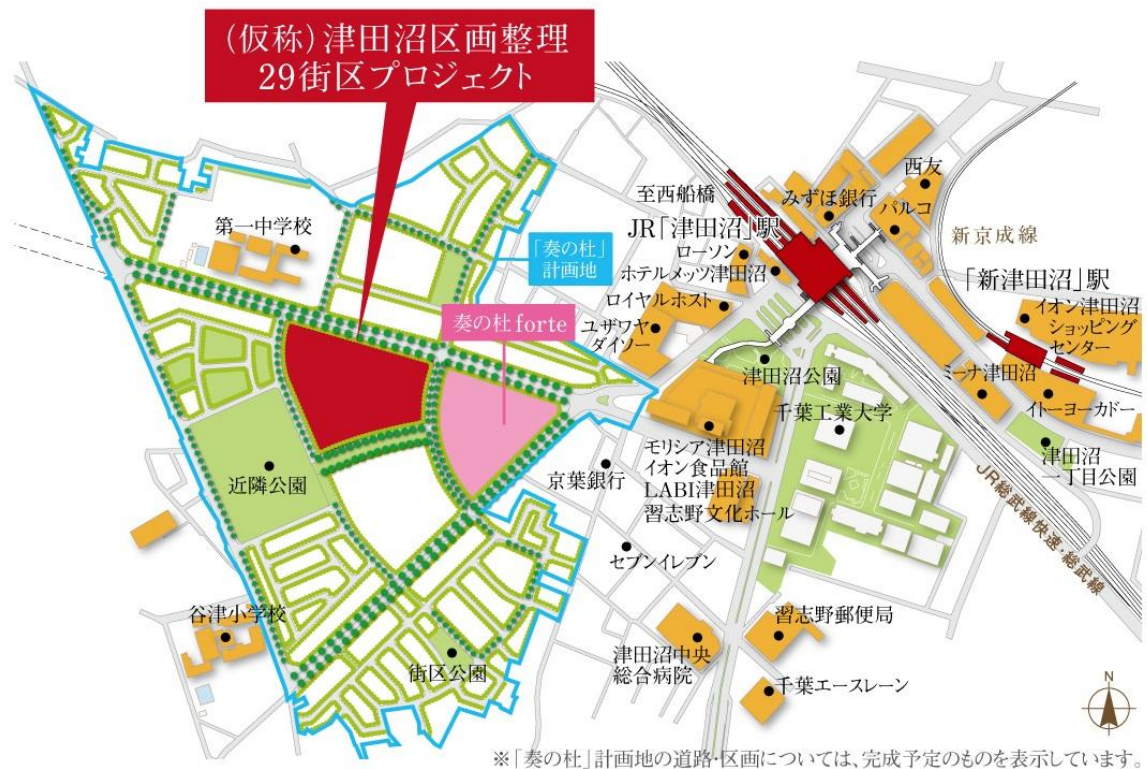 (仮称)津田沼区画整理
29街区プロジェクト
西友
みずほ銀行
パルコ
至西船橋
JR「津田沼」駅
新京成線
第一中学校
「奏の杜」
計画地
ローソン
ホテルメッツ津田沼
「新津田沼」駅
ロイヤルホスト
イオン津田沼
ショッピング
センター
奏の杜forte
ユザワヤ
ダイソー
津田沼公園
ミーナ津田沼
千葉工業大学
イトーヨーカドー
モリシア津田沼
イオン食品館
LABI津田沼
習志野文化ホール
津田沼
一丁目公園
京葉銀行
近隣公園
JR総武線快速・総武線
セブンイレブン
谷津小学校
習志野郵便局
街区公園
津田沼中央
総合病院
千葉エースレーン
N
※「奏の杜」計画地の道路・区画については、完成予定のものを表示しています。